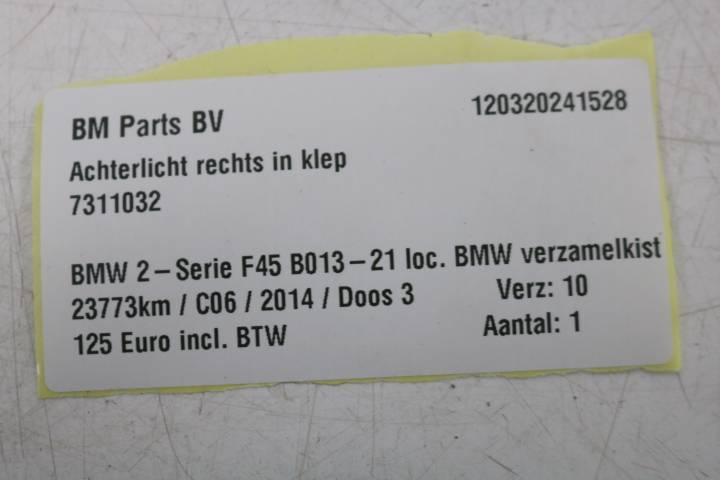 BM Parts BV 120320241528
Achterlicht rechts in klep
7311032
BMW 2-Serie F45 B013-21 loc. BMW verzamelkist
23773km / C06 / 2014 / Doos 3 Verz: 10
125 Euro incl. BTW Aantal: 1